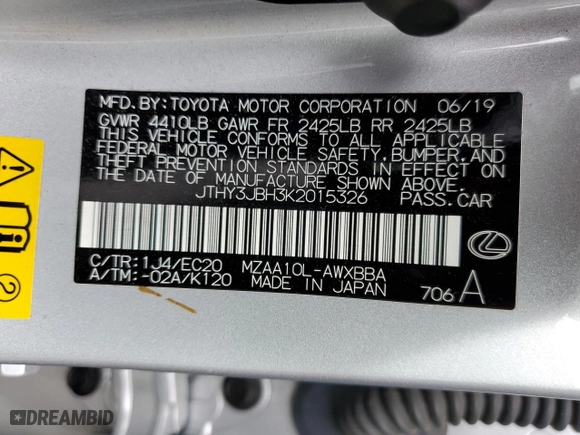 MFD.BY:TOYOTA MOTOR CORPORATION 06/19
GVWR 4410LB GAWR FR 2425LB RR 2425LB
THIS VEHICLE CONFORMS TO ALL APPLICABLE
FEDERAL MOTOR VEHICLE SAFETY, BUMPER, AND
THEFT PREVENTION STANDARDS IN EFFECT ON
THE DATE OF MANUFACTURE SHOWN ABOVE.
JTHY3JBH3K2015326 PASS.CAR
C/TR:1J4/EC20 MZAA10L-AWXBBA
A/TM:-02A/K120 MADE IN JAPAN
706 A
2
DREAMBID